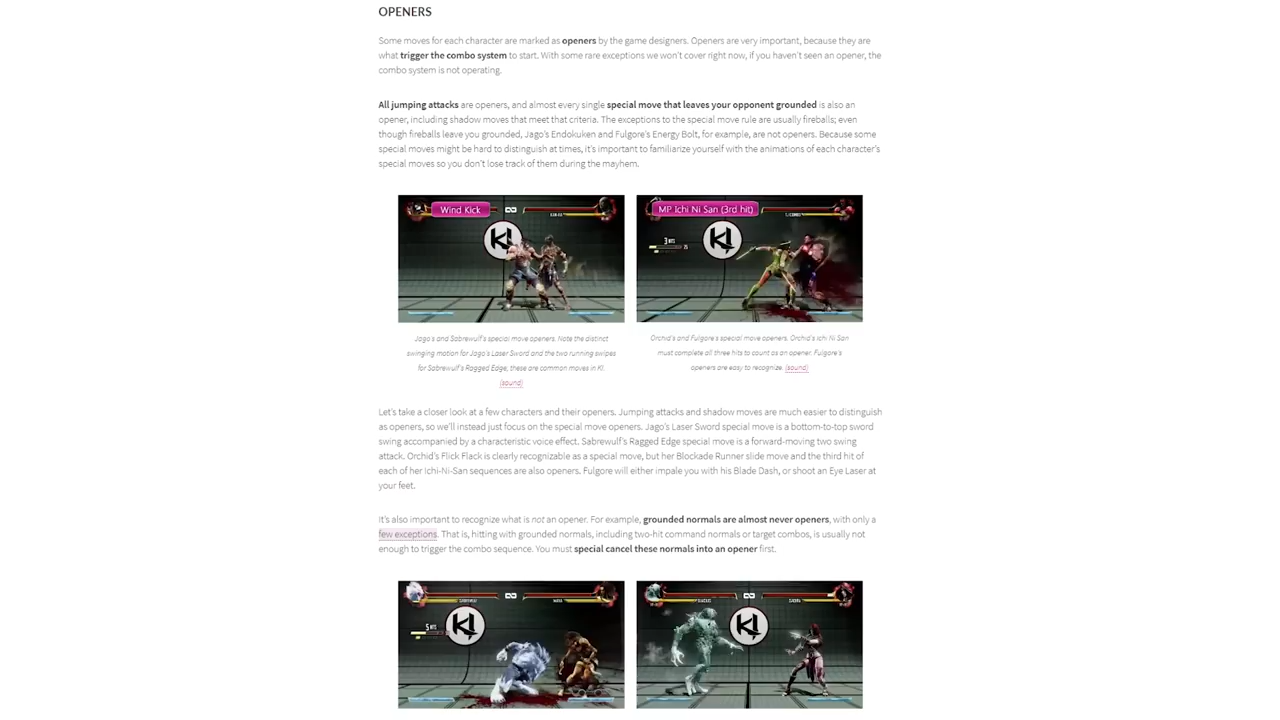 OPENERS
Some moves for each character are marked as openers by the game designers. Openers are very important, because they are
what trigger the combo system to start. With some rare exceptions we won't cover right now, if you haven't seen an opener, the
combo system is not operating.
All jumping attacks are openers, and almost every single special move that leaves your opponent grounded is also an
opener, including shadow moves that meet that criteria. The exceptions to the special move rule are usually fireballs; even
though fireballs leave you grounded, Jago's Endokuken and Fulgore's Energy Bolt, for example, are not openers. Because some
special moves might be hard to distinguish at times, it's important to familiarize yourself with the animations of each character's
special moves so you don't lose track of them during the mayhem.
Wind Kick
MP Ichi Ni San (3rd hit)
KI
KI
3 HITS
Jago's and Sabrewulf's special move openers. Note the distinct
swinging motion for Jago's Laser Sword and the two running swipes
for Sabrewulf's Ragged Edge, these are common moves in KI.
(sound)
Orchid's and Fulgore's special move openers. Orchid's Ichi Ni San
must complete all three hits to count as an opener. Fulgore's
openers are easy to recognize. (sound)
Let's take a closer look at a few characters and their openers. Jumping attacks and shadow moves are much easier to distinguish
as openers, so we'll instead just focus on the special move openers. Jago's Laser Sword special move is a bottom-to-top sword
swing accompanied by a characteristic voice effect. Sabrewulf's Ragged Edge special move is a forward-moving two swing
attack. Orchid's Flick Flack is clearly recognizable as a special move, but her Blockade Runner slide move and the third hit of
each of her Ichi-Ni-San sequences are also openers. Fulgore will either impale you with his Blade Dash, or shoot an Eye Laser at
your feet.
It's also important to recognize what is not an opener. For example, grounded normals are almost never openers, with only a
few exceptions. That is, hitting with grounded normals, including two-hit command normals or target combos, is usually not
enough to trigger the combo sequence. You must special cancel these normals into an opener first.
KI
KI
5 HITS